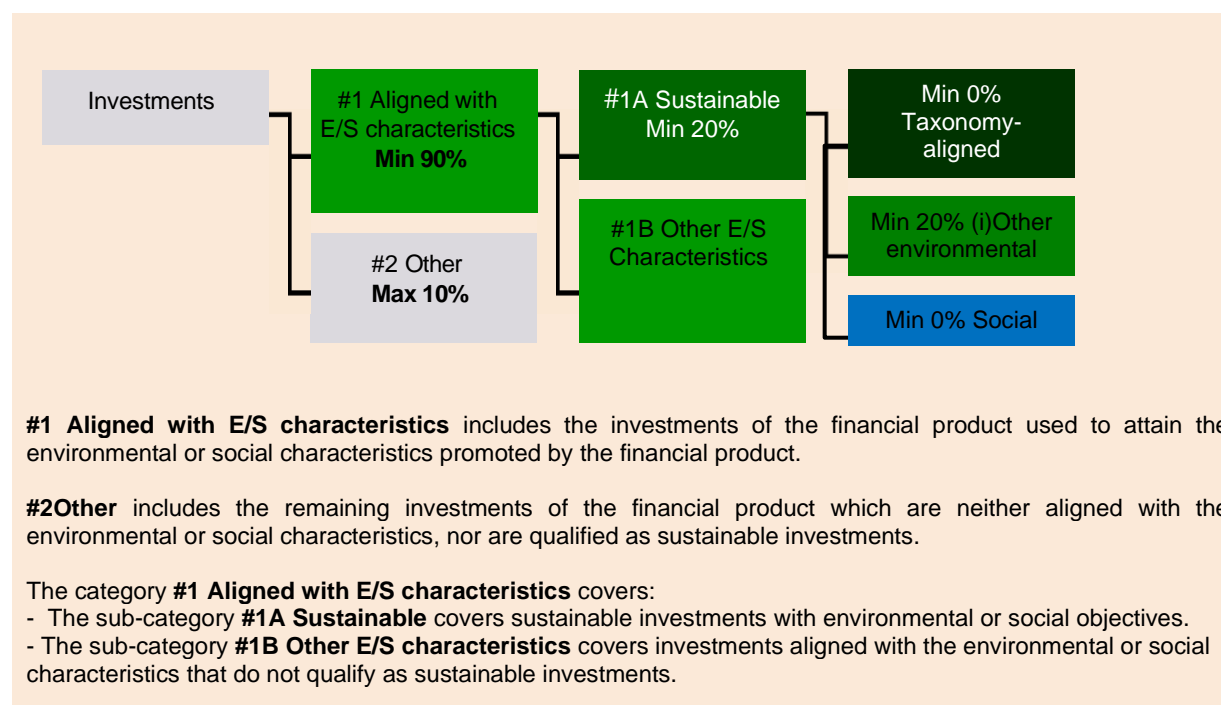 Investments
#1 Aligned with
E/S characteristics
Min 90%
#2 Other
Max 10%
#1A Sustainable
Min 20%
#1B Other E/S
Characteristics
Min 0%
Taxonomy-
aligned
Min 20% (i)Other
environmental
Min 0% Social
#1 Aligned with E/S characteristics includes the investments of the financial product used to attain the
environmental or social characteristics promoted by the financial product.
#2Other includes the remaining investments of the financial product which are neither aligned with the
environmental or social characteristics, nor are qualified as sustainable investments.
The category #1 Aligned with E/S characteristics covers:
- The sub-category #1A Sustainable covers sustainable investments with environmental or social objectives.
- The sub-category #1B Other E/S characteristics covers investments aligned with the environmental or social
characteristics that do not qualify as sustainable investments.